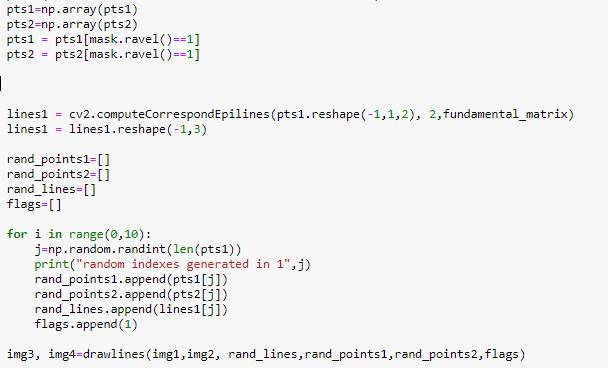 pts1=np.array(pts1)
pts2=np.array(pts2)
pts1 = pts1[mask.ravel()==1]
pts2 = pts2[mask.ravel()==1]
lines1 = cv2.computeCorrespondEpilines(pts1.reshape(-1,1,2), 2,fundamental_matrix)
lines1 = lines1.reshape(-1,3)
rand_points1=[]
rand_points2=[]
rand_lines=[]
flags=[]
for i in range(0,10):
    j=np.random.randint(len(pts1))
    print("random indexes generated in 1",j)
    rand_points1.append(pts1[j])
    rand_points2.append(pts2[j])
    rand_lines.append(lines1[j])
    flags.append(1)
img3, img4=drawlines(img1,img2, rand_lines,rand_points1,rand_points2,flags)